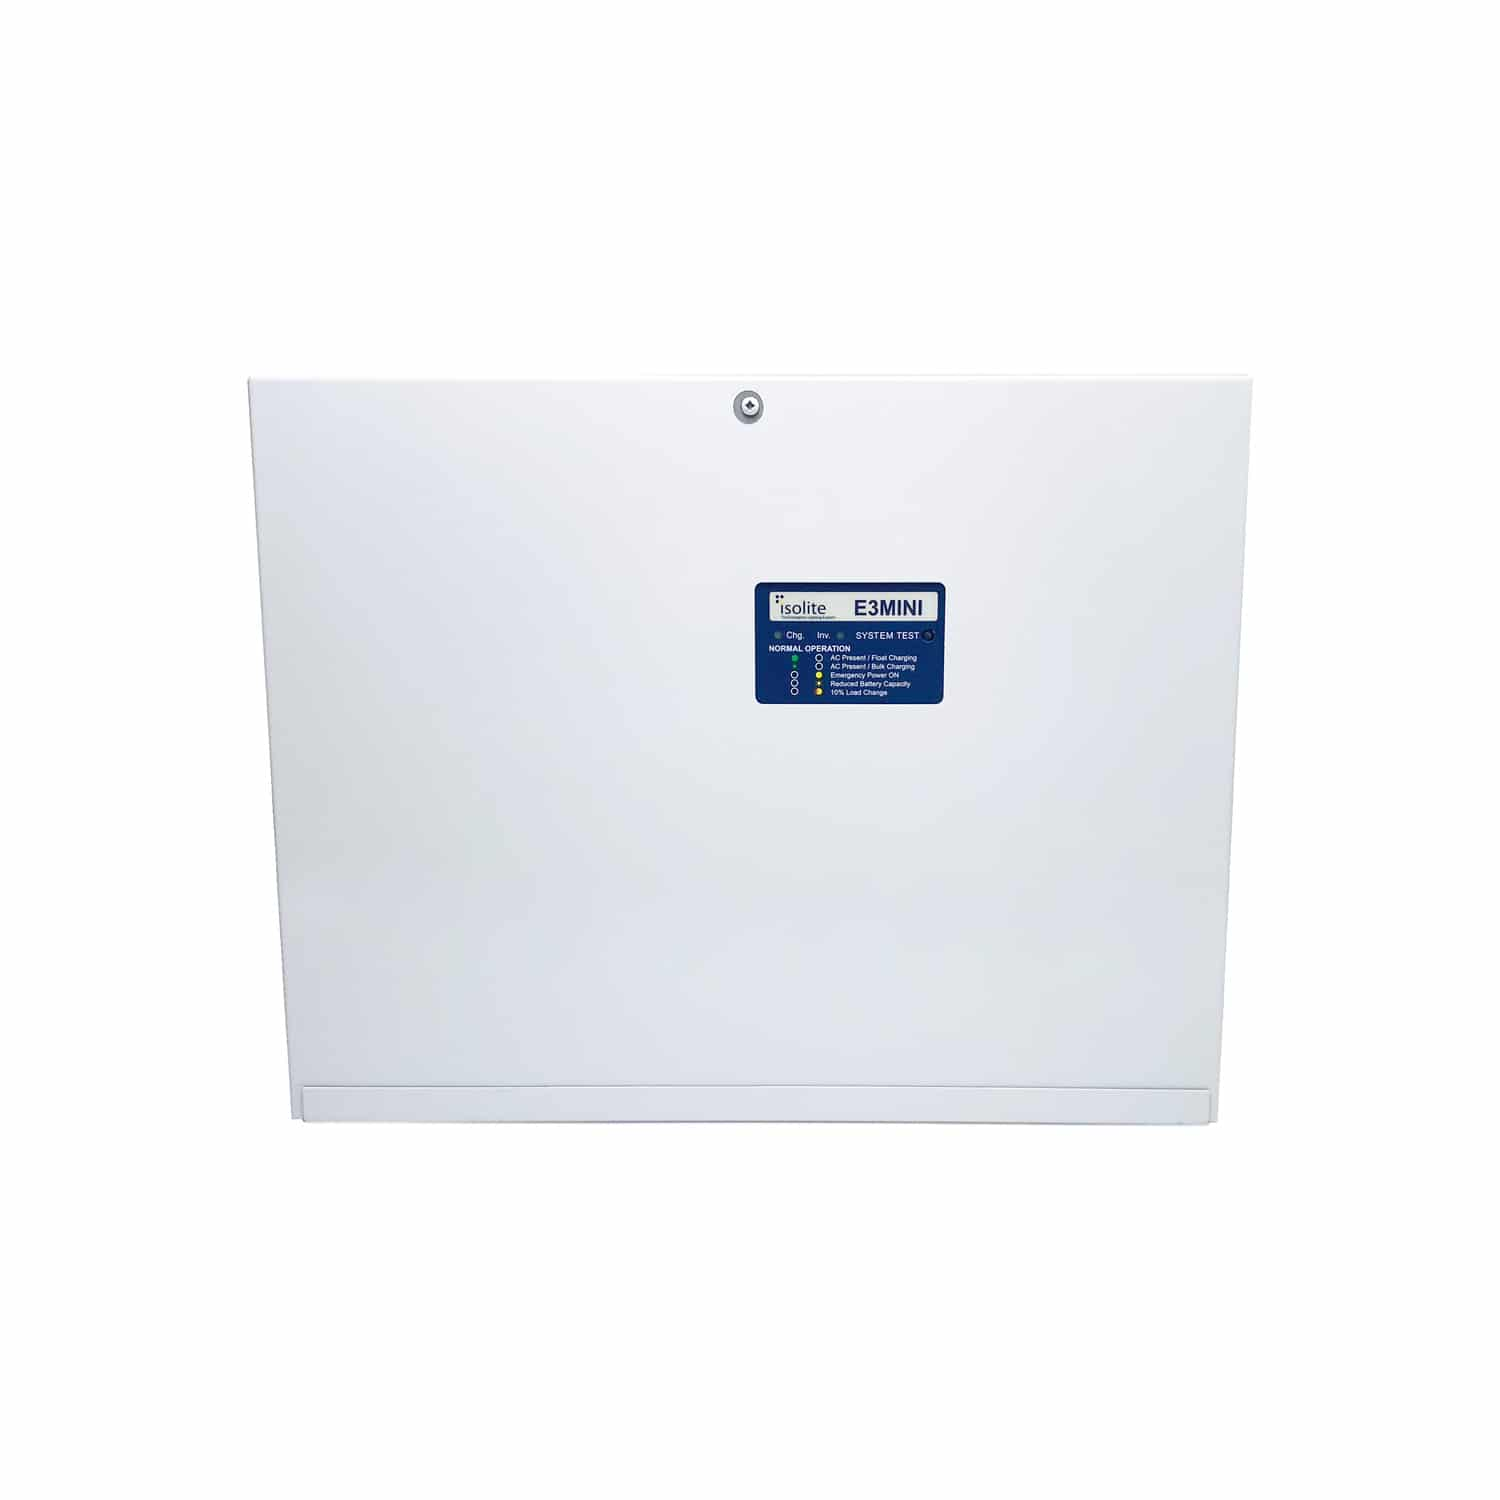 isolite E3MINI
Chg. Inv. SYSTEM TEST
NORMAL OPERATION
AC Present / Float Charging
AC Present / Bulk Charging
Emergency Power ON
Reduced Battery Capacity
10% Load Change